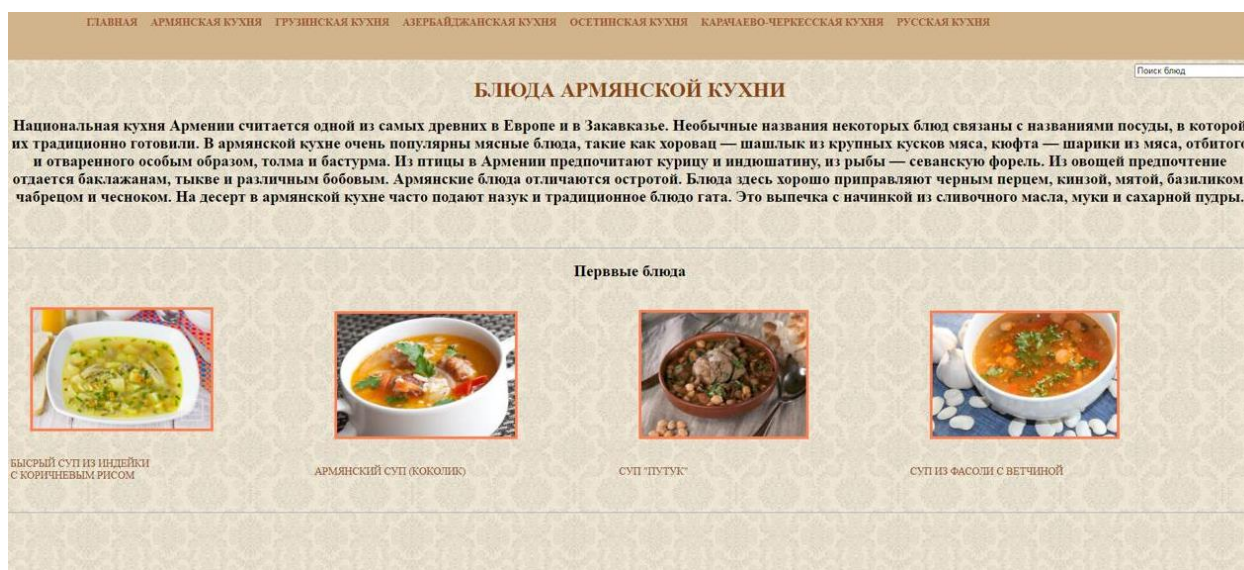 ГЛАВНАЯ АРМЯНСКАЯ КУХНЯ ГРУЗИНСКАЯ КУХНЯ АЗЕРБАЙДЖАНСКАЯ КУХНЯ ОСЕТИНСКАЯ КУХНЯ КАРАЧАЕВО-ЧЕРКЕССКАЯ КУХНЯ РУССКАЯ КУХНЯ
Поиск блюд
БЛЮДА АРМЯНСКОЙ КУХНИ
Национальная кухня Армении считается одной из самых древних в Европе и в Закавказье. Необычные названия некоторых блюд связаны с названиями посуды, в которой
их традиционно готовили. В армянской кухне очень популярны мясные блюда, такие как хоровац — шашлык из крупных кусков мяса, кюфта — шарики из мяса, отбитого
и отваренного особым образом, толма и бастурма. Из птицы в Армении предпочитают курицу и индюшатину, из рыбы — севанскую форель. Из овощей предпочтение
отдается баклажанам, тыкве и различным бобовым. Армянские блюда отличаются остротой. Блюда здесь хорошо приправляют черным перцем, кинзой, мятой, базиликом
чабрецом и чесноком. На десерт в армянской кухне часто подают назук и традиционное блюдо гата. Это выпечка с начинкой из сливочного масла, муки и сахарной пудры.
Перввые блюда
БЫСРЫЙ СУП ИЗ ИНДЕЙКИ
С КОРИЧНЕВЫМ РИСОМ
АРМЯНСКИЙ СУП (КОКОЛИК)
СУП "ПУТУК"
СУП ИЗ ФАСОЛИ С ВЕТЧИНОЙ